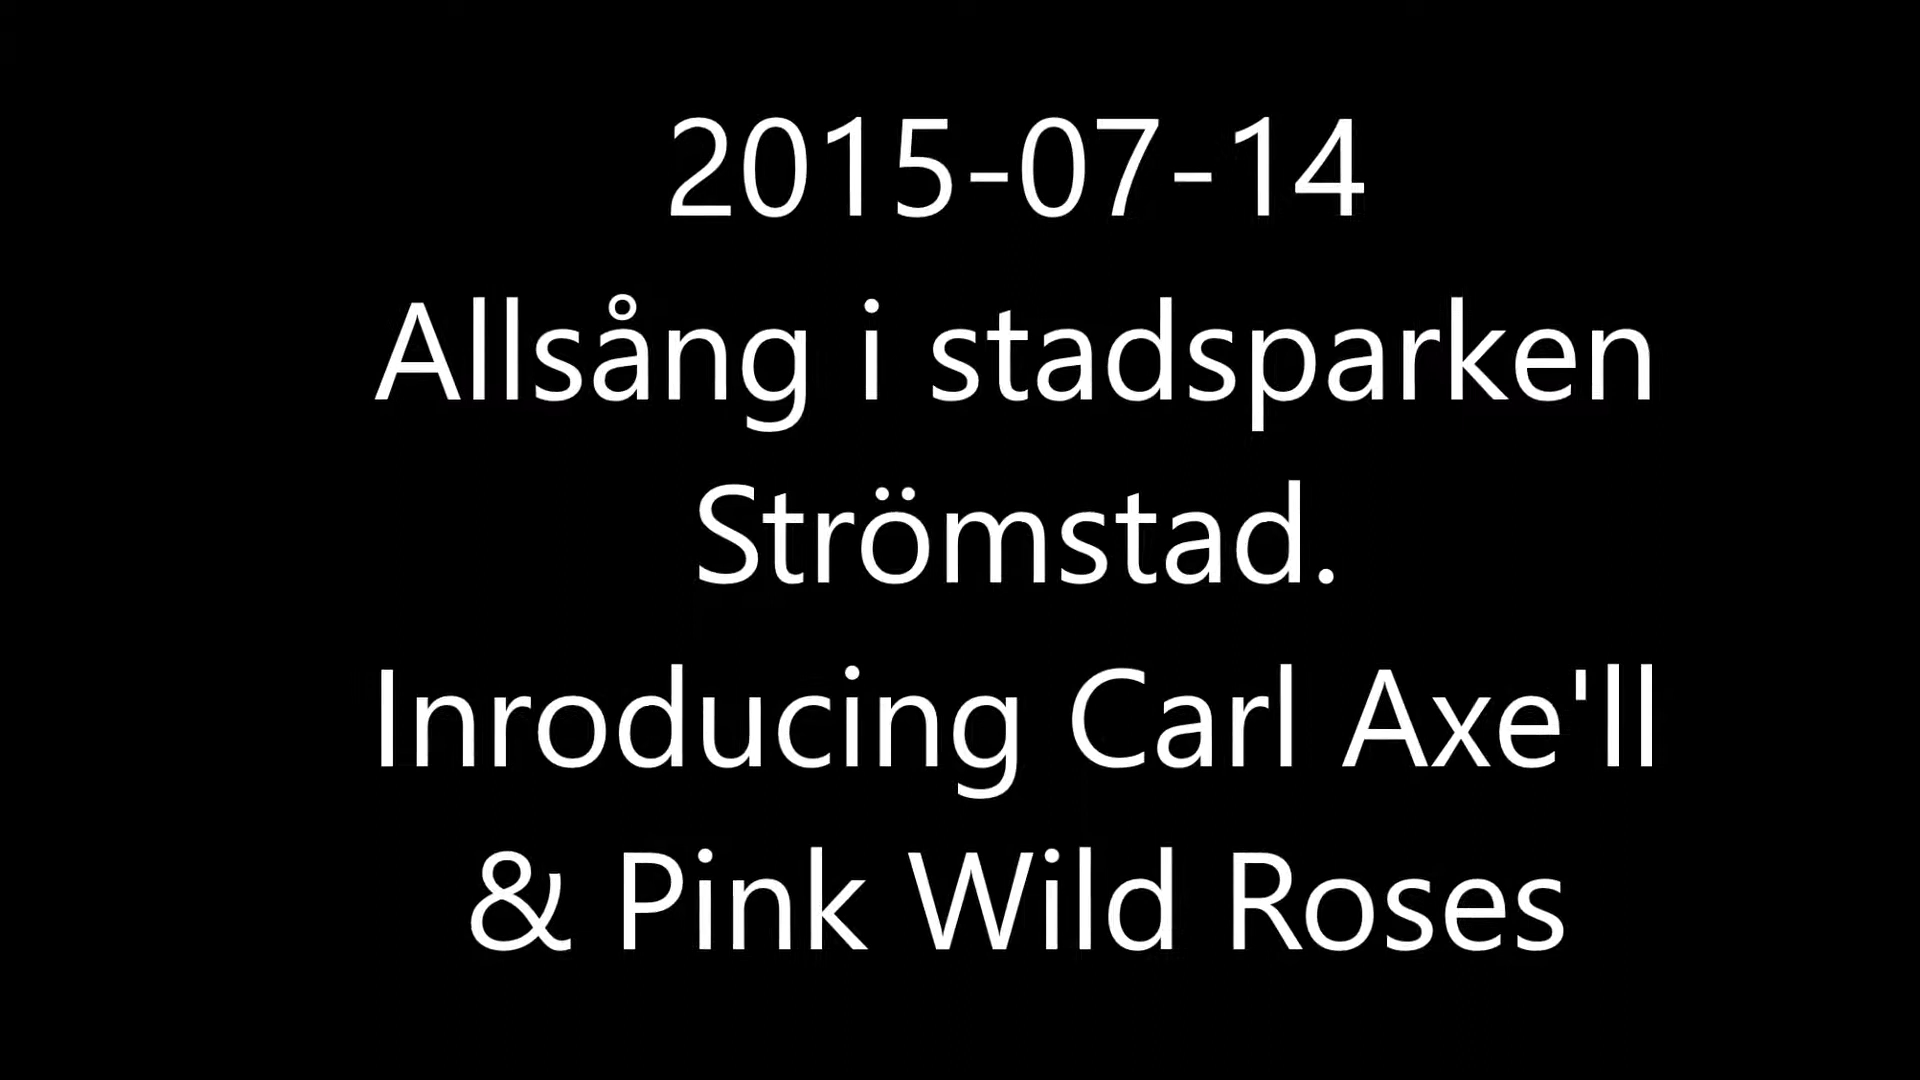 2015-07-14
Allsång i stadsparken
Strömstad.
Inroducing Carl Axe'll
& Pink Wild Roses